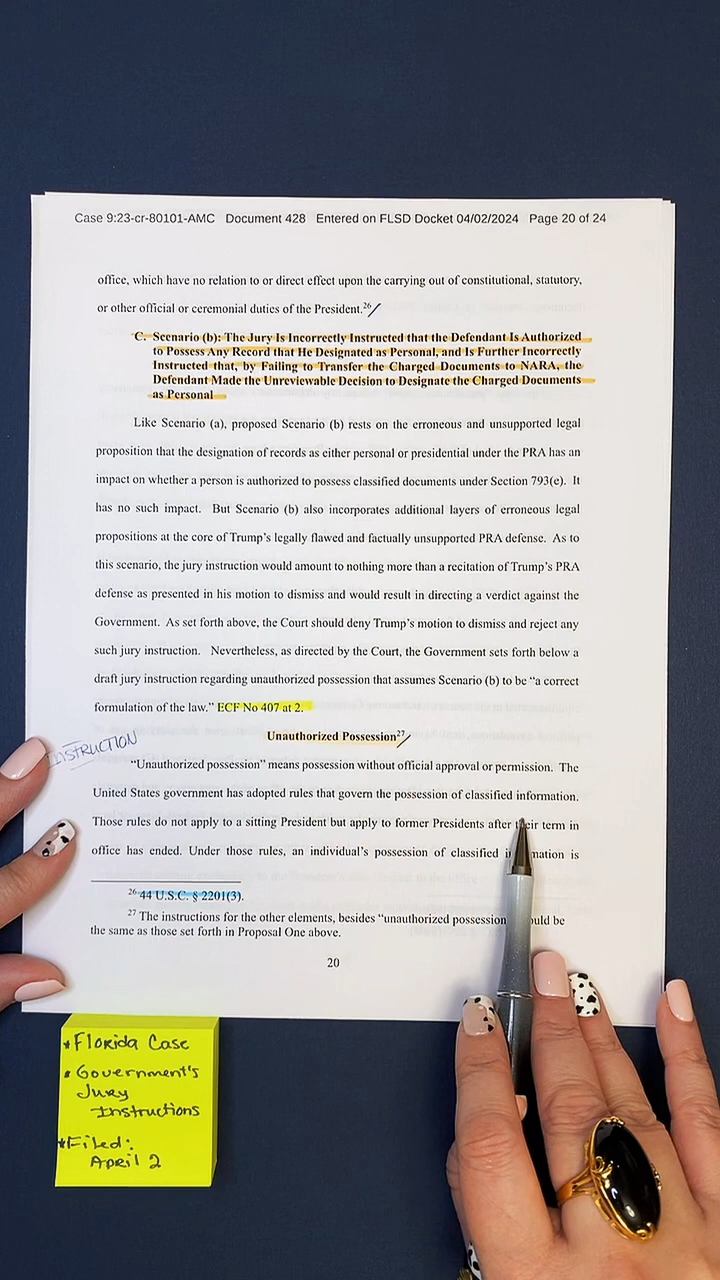 Case 9:23-cr-80101-AMC Document 428 Entered on FLSD Docket 04/02/2024 Page 20 of 24
office, which have no relation to or direct effect upon the carrying out of constitutional, statutory,
or other official or ceremonial duties of the President.26
C. Scenario (b): The Jury Is Incorrectly Instructed that the Defendant Is Authorized
to Possess Any Record that He Designated as Personal, and Is Further Incorrectly
Instructed that, by Failing to Transfer the Charged Documents to NARA, the
Defendant Made the Unreviewable Decision to Designate the Charged Documents
as Personal
Like Scenario (a), proposed Scenario (b) rests on the erroneous and unsupported legal
proposition that the designation of records as either personal or presidential under the PRA has an
impact on whether a person is authorized to possess classified documents under Section 793(e). It
has no such impact. But Scenario (b) also incorporates additional layers of erroneous legal
propositions at the core of Trump's legally flawed and factually unsupported PRA defense. As to
this scenario, the jury instruction would amount to nothing more than a recitation of Trump's PRA
defense as presented in his motion to dismiss and would result in directing a verdict against the
Government. As set forth above, the Court should deny Trump's motion to dismiss and reject any
such jury instruction. Nevertheless, as directed by the Court, the Government sets forth below a
draft jury instruction regarding unauthorized possession that assumes Scenario (b) to be "a correct
formulation of the law." ECF No 407 at 2.
Unauthorized Possession27
INSTRUCTION
"Unauthorized possession" means possession without official approval or permission. The
United States government has adopted rules that govern the possession of classified information.
Those rules do not apply to a sitting President but apply to former Presidents after their term in
office has ended. Under those rules, an individual's possession of classified is
26 44 U.S.C. § 2201(3).
27 The instructions for the other elements, besides "unauthorized possession be
the same as those set forth in Proposal One above.
20
* Florida Case
• Government's
Jury
Instructions
* Filed:
April 2